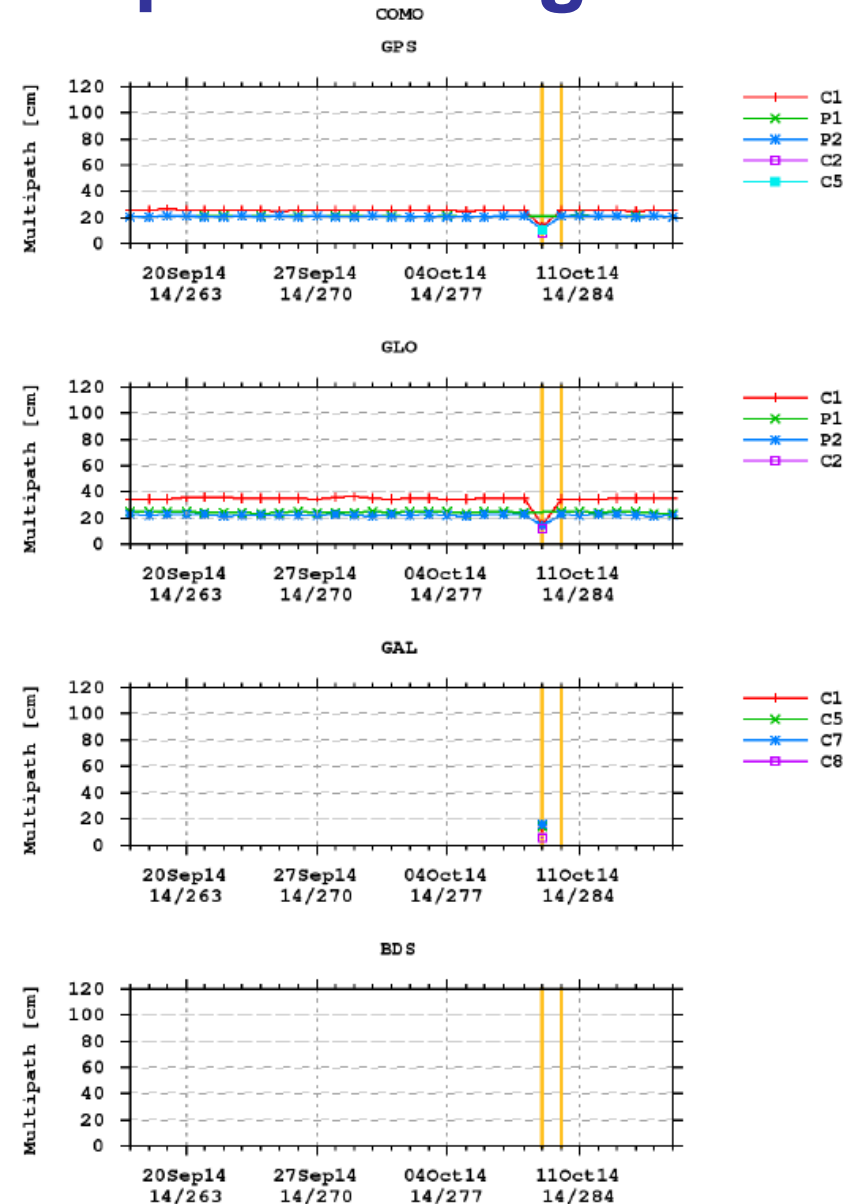 COMO
GPS
Multipath [cm]
120
100
80
60
40
20
0
20Sep14 27Sep14 04Oct14 11Oct14
14/263 14/270 14/277 14/284
C1
P1
P2
C2
C5
GLO
Multipath [cm]
120
100
80
60
40
20
0
20Sep14 27Sep14 04Oct14 11Oct14
14/263 14/270 14/277 14/284
C1
P1
P2
C2
GAL
Multipath [cm]
120
100
80
60
40
20
0
20Sep14 27Sep14 04Oct14 11Oct14
14/263 14/270 14/277 14/284
C1
C5
C7
C8
BDS
Multipath [cm]
120
100
80
60
40
20
0
20Sep14 27Sep14 04Oct14 11Oct14
14/263 14/270 14/277 14/284